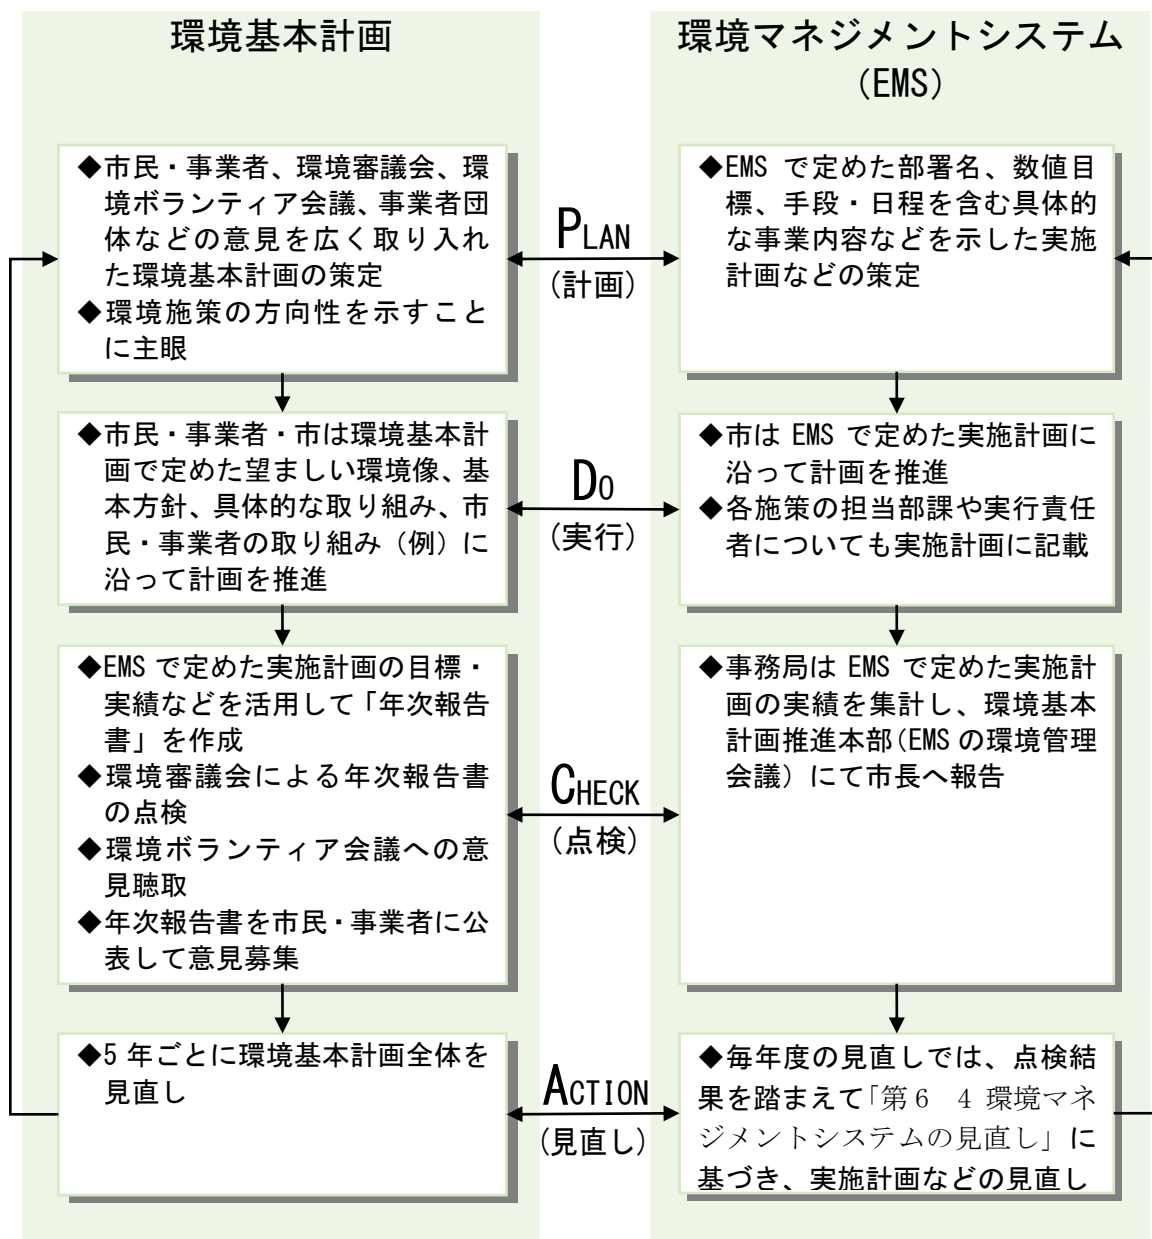 環境基本計画
環境マネジメントシステム
(EMS)
◆市民・事業者、環境審議会、環
境ボランティア会議、事業者団
体などの意見を広く取り入れ
た環境基本計画の策定
◆環境施策の方向性を示すこと
に主眼
PLAN
(計画)
◆EMS で定めた部署名、数値目
標、手段・日程を含む具体的
な事業内容などを示した実施
計画などの策定
◆市民・事業者・市は環境基本計
画で定めた望ましい環境像、基
本方針、具体的な取り組み、市
民・事業者の取り組み（例）に
沿って計画を推進
DO
(実行)
◆市は EMS で定めた実施計画に
沿って計画を推進
◆各施策の担当部課や実行責任
者についても実施計画に記載
◆EMS で定めた実施計画の目標・
実績などを活用して「年次報告
書」を作成
◆環境審議会による年次報告書
の点検
◆環境ボランティア会議への意
見聴取
◆年次報告書を市民・事業者に公
表して意見募集
CHECK
(点検)
◆事務局は EMS で定めた実施計
画の実績を集計し、環境基本
計画推進本部(EMS の環境管理
会議）にて市長へ報告
◆5 年ごとに環境基本計画全体を
見直し
ACTION
(見直し)
◆毎年度の見直しでは、点検結
果を踏まえて「第６　４ 環境マネ
ジメントシステムの見直し」に
基づき、実施計画などの見直し